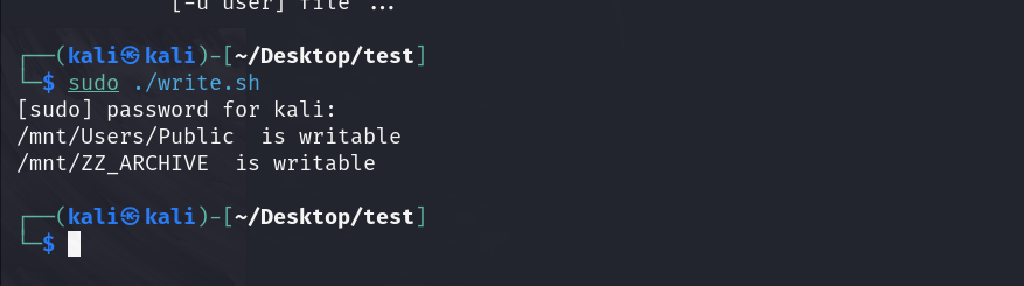 [-u user] file ...
┌──(kali㉿kali)-[~/Desktop/test]
└─$ sudo ./write.sh
[sudo] password for kali:
/mnt/Users/Public  is writable
/mnt/ZZ_ARCHIVE  is writable
┌──(kali㉿kali)-[~/Desktop/test]
└─$